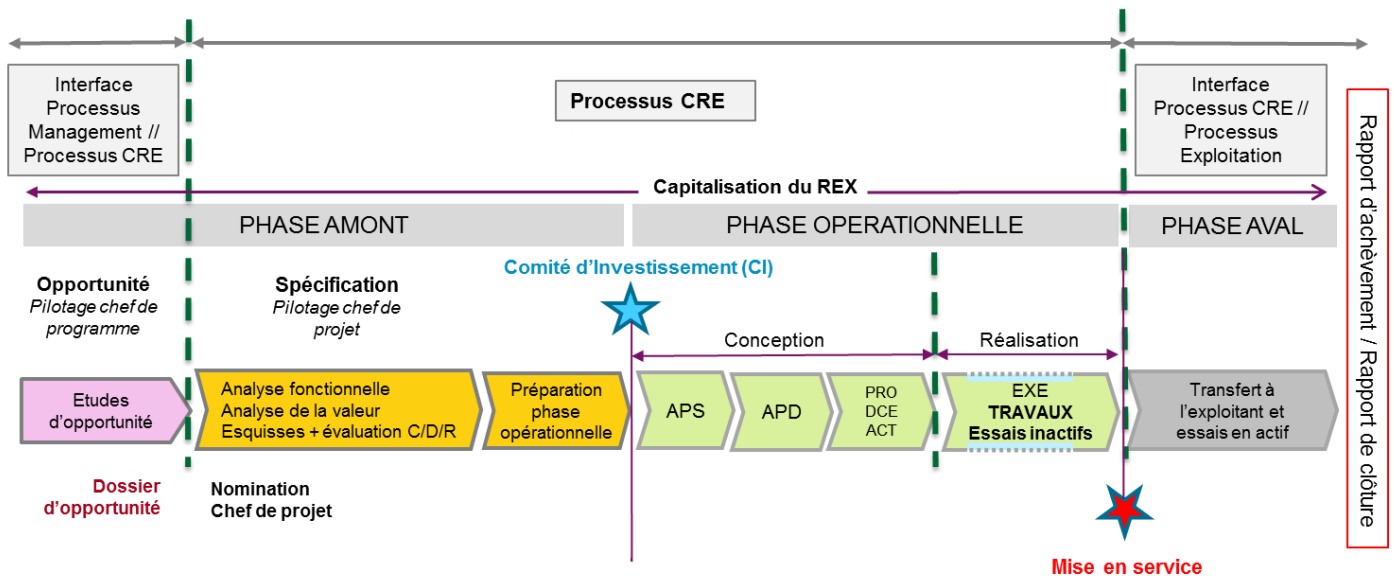 Interface
Processus
Management //
Processus CRE
Processus CRE
Interface
Processus CRE //
Processus
Exploitation
Rapport d'achèvement / Rapport de clôture
Capitalisation du REX
PHASE AMONT
PHASE OPERATIONNELLE
PHASE AVAL
Opportunité
Pilotage chef de
programme
Spécification
Pilotage chef de
projet
Comité d'Investissement (CI)
Conception
Réalisation
Etudes
d'opportunité
Analyse fonctionnelle
Analyse de la valeur
Esquisses + évaluation C/D/R
Préparation
phase
opérationnelle
APS
APD
PRO
DCE
ACT
EXE
TRAVAUX
Essais inactifs
Transfert à
l'exploitant et
essais en actif
Dossier
d'opportunité
Nomination
Chef de projet
Mise en service